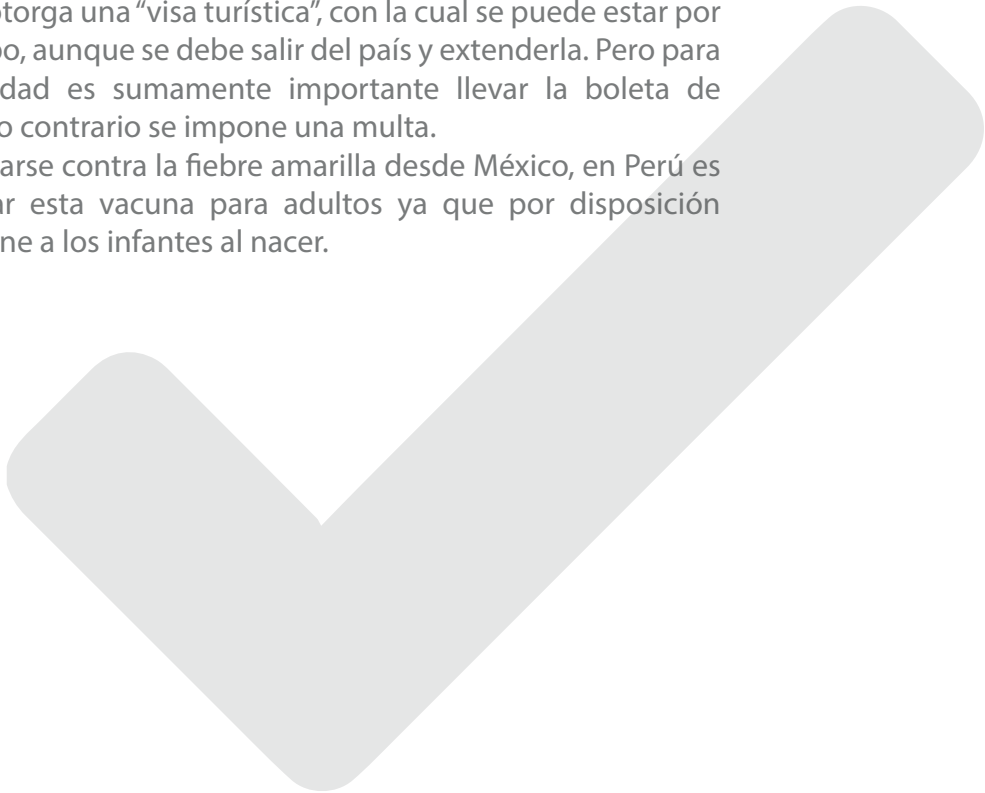 otorga una “visa turística”, con la cual se puede estar por
po, aunque se debe salir del país y extenderla. Pero para
dad es sumamente importante llevar la boleta de
o contrario se impone una multa.
arse contra la fiebre amarilla desde México, en Perú es
ar esta vacuna para adultos ya que por disposición
ne a los infantes al nacer.